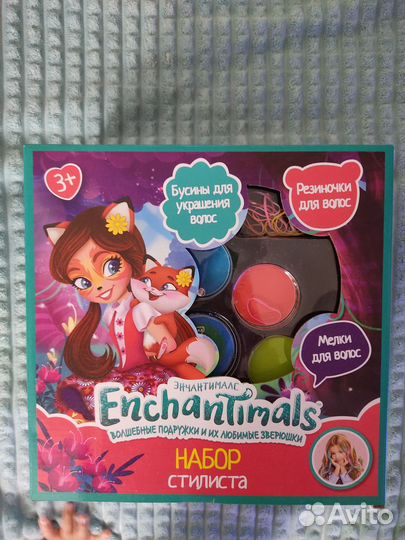 3+
Бусины для
украшения
волос
Резиночки
для волос
Мелки
для волос
ЭНЧАНТИМАЛС
Enchantimals
ВОЛШЕБНЫЕ ПОДРУЖКИ И ИХ ЛЮБИМЫЕ ЗВЕРЮШКИ
НАБОР
СТИЛИСТА
Avito